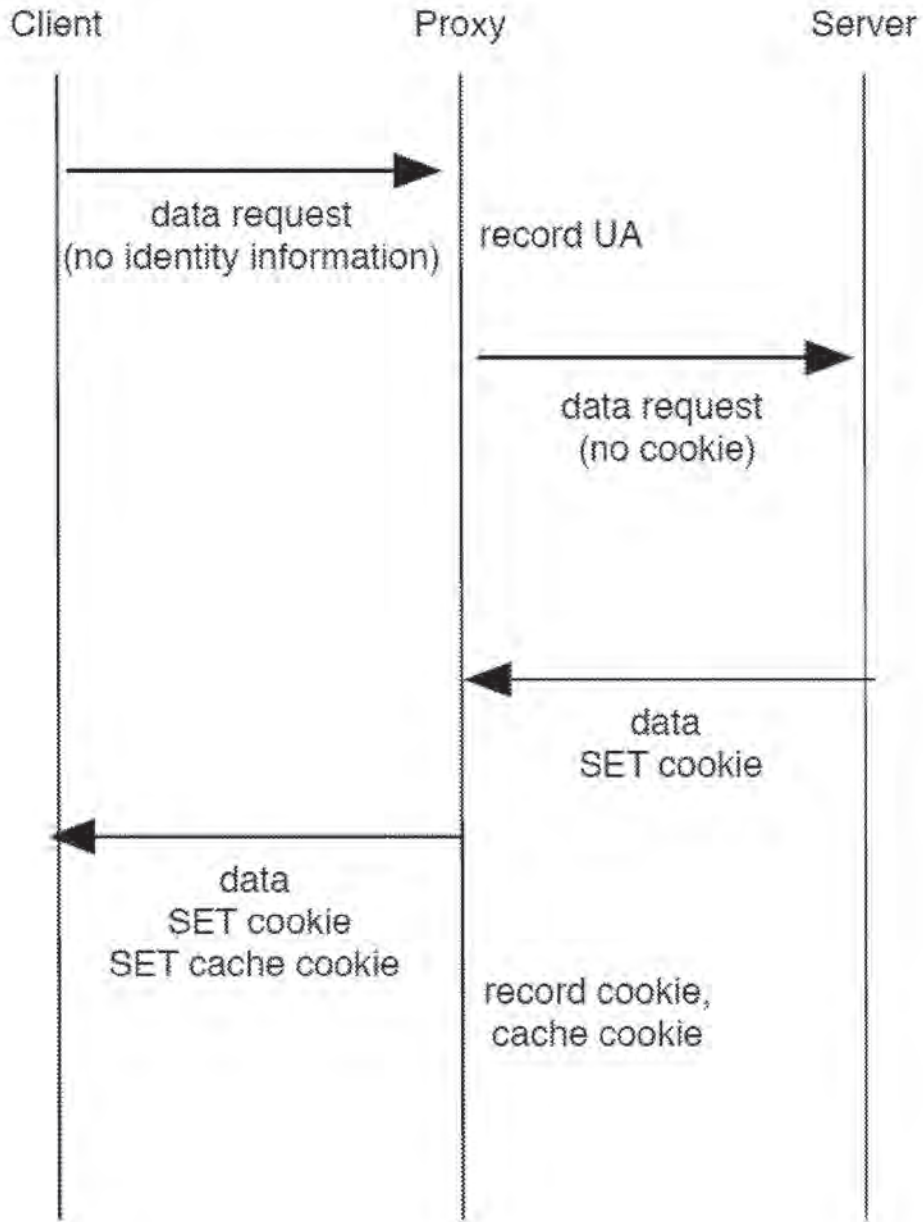 Client
Proxy
Server
data request
(no identity information)
record UA
data request
(no cookie)
data
SET cookie
data
SET cookie
SET cache cookie
record cookie,
cache cookie